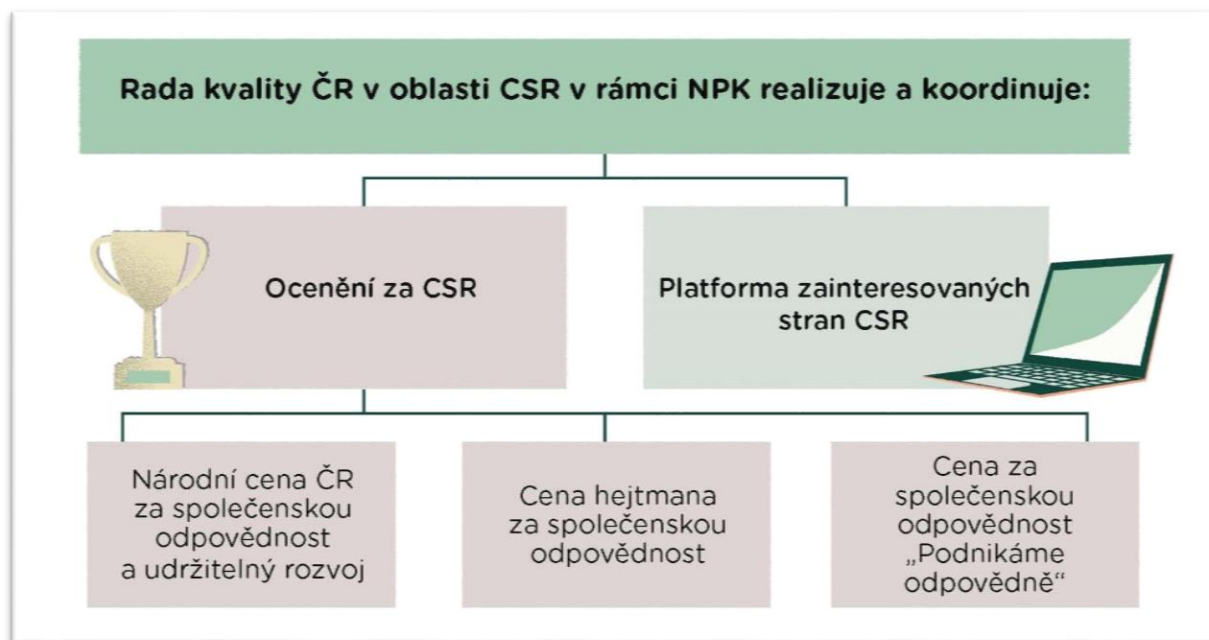 Rada kvality ČR v oblasti CSR v rámci NPK realizuje a koordinuje:
Ocenění za CSR
Platforma zainteresovaných
stran CSR
Národní cena ČR
za společenskou
odpovědnost
a udržitelný rozvoj
Cena hejtmana
za společenskou
odpovědnost
Cena za
společenskou
odpovědnost
„Podnikáme
odpovědně“